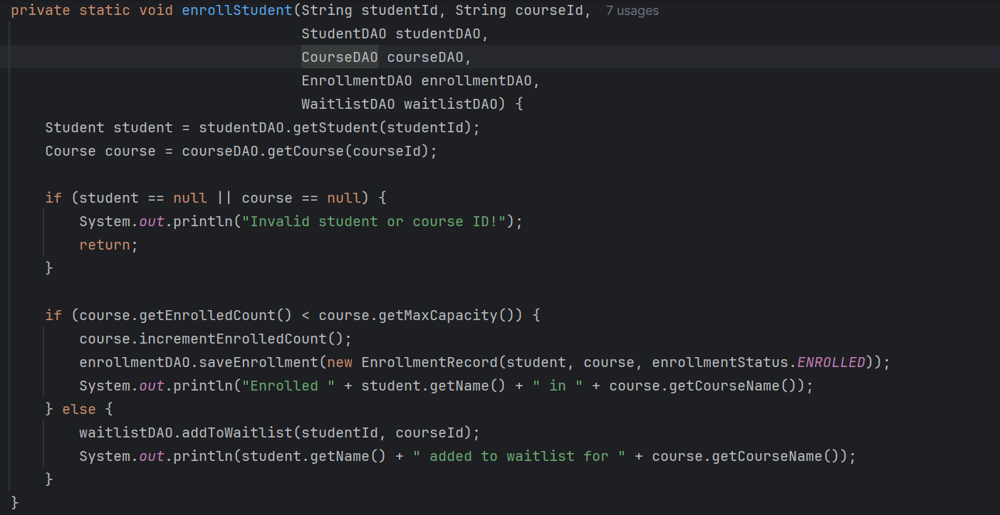 private static void enrollStudent(String studentId, String courseId,  7 usages
                                  StudentDAO studentDAO,
                                  CourseDAO courseDAO,
                                  EnrollmentDAO enrollmentDAO,
                                  WaitlistDAO waitlistDAO) {
    Student student = studentDAO.getStudent(studentId);
    Course course = courseDAO.getCourse(courseId);

    if (student == null || course == null) {
        System.out.println("Invalid student or course ID!");
        return;
    }

    if (course.getEnrolledCount() < course.getMaxCapacity()) {
        course.incrementEnrolledCount();
        enrollmentDAO.saveEnrollment(new EnrollmentRecord(student, course, enrollmentStatus.ENROLLED));
        System.out.println("Enrolled " + student.getName() + " in " + course.getCourseName());
    } else {
        waitlistDAO.addToWaitlist(studentId, courseId);
        System.out.println(student.getName() + " added to waitlist for " + course.getCourseName());
    }
}